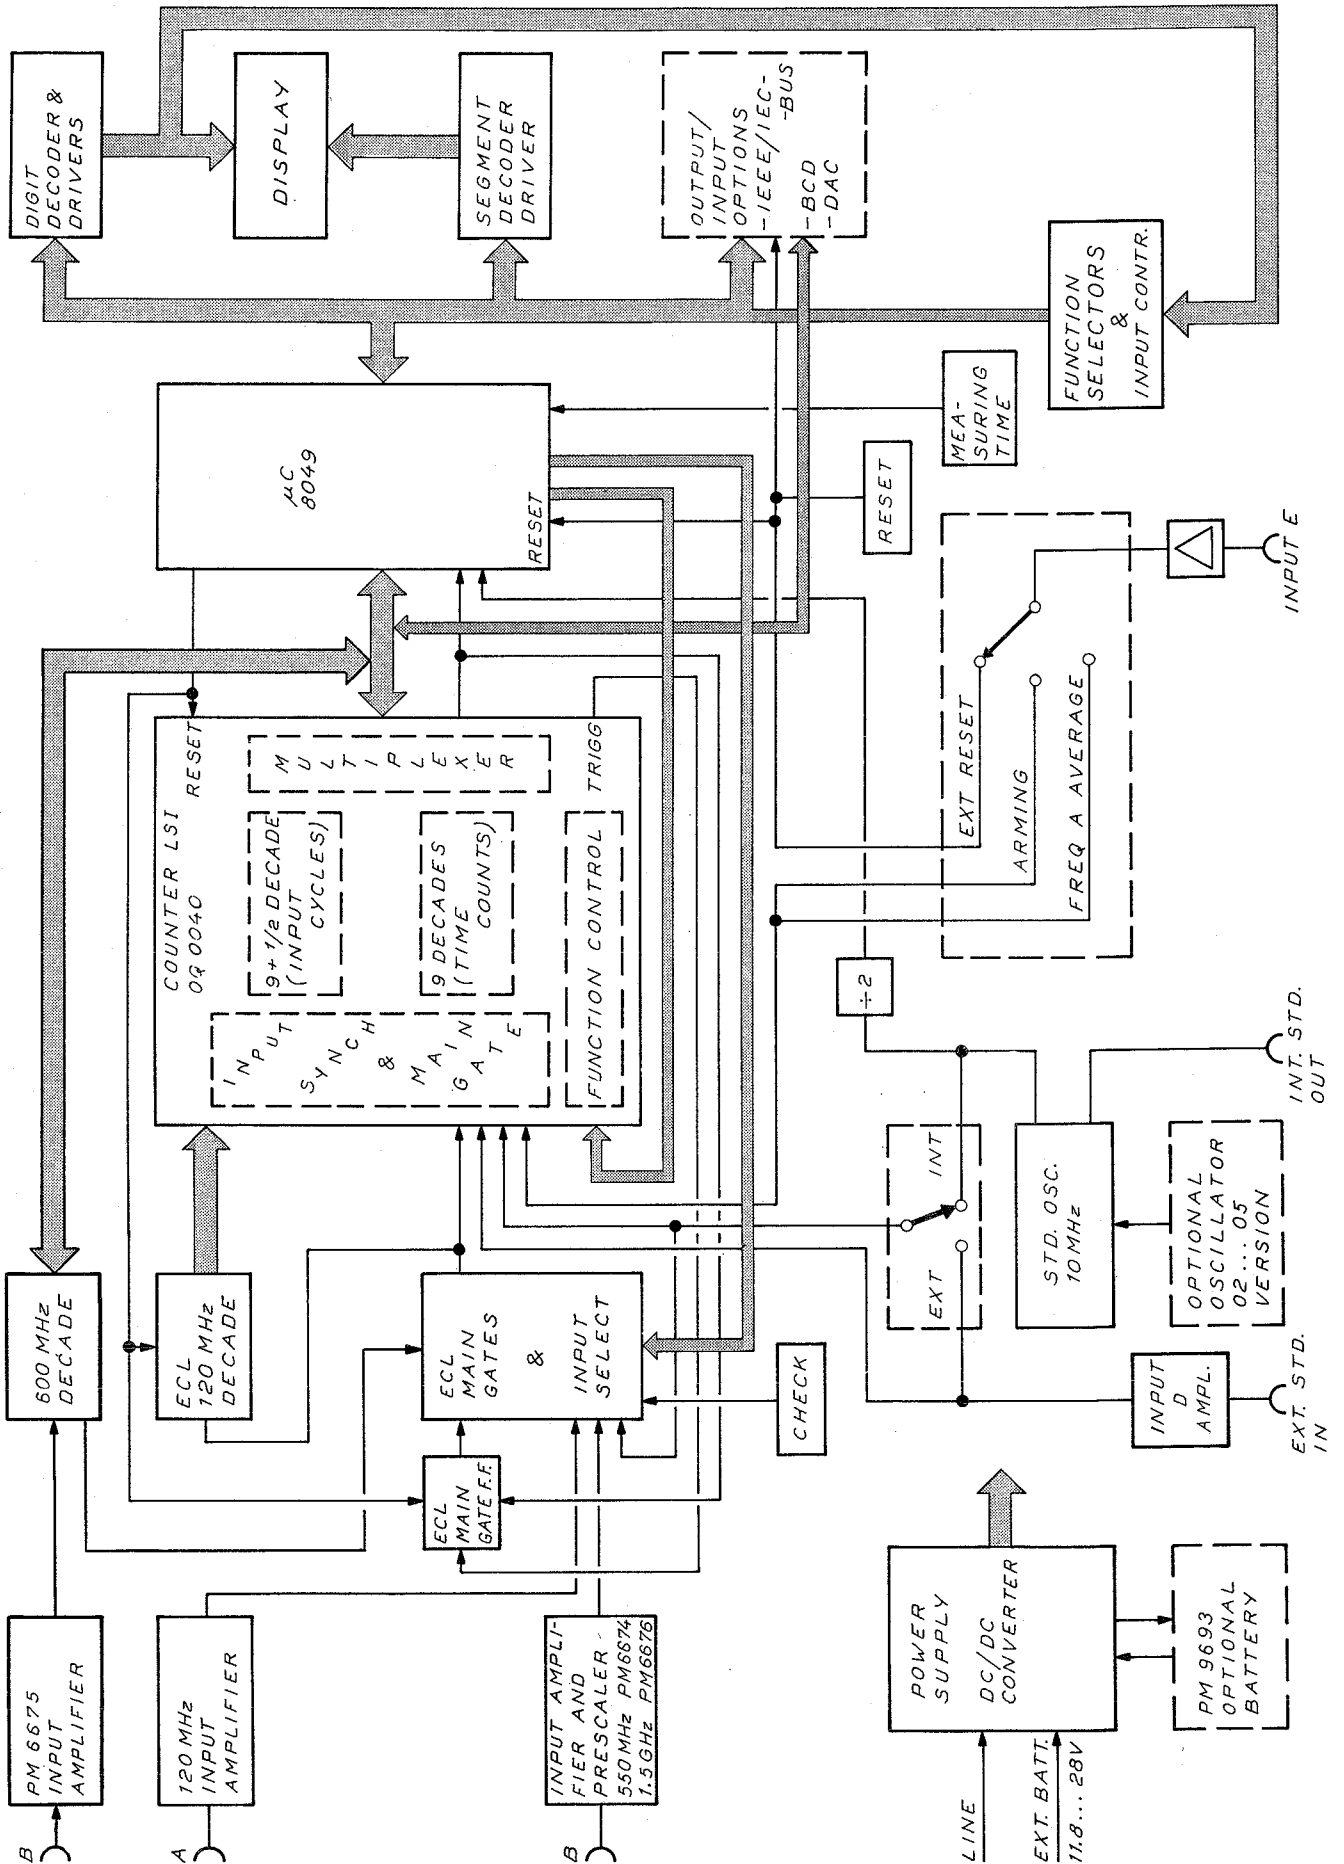 B
PM 6675
INPUT
AMPLIFIER
600 MHz
DECADE
DIGIT
DECODER &
DRIVERS
A
120 MHz
INPUT
AMPLIFIER
ECL
120 MHz
DECADE
COUNTER LSI
OQ 0040
RESET
INPUT
SYNCH
&
MAIN
GATE
9+1/2 DECADE
(INPUT
CYCLES)
9 DECADES
(TIME
COUNTS)
MULTIPLEXER
FUNCTION CONTROL
TRIGG
µC
8049
RESET
DISPLAY
SEGMENT
DECODER
DRIVER
ECL
MAIN
GATE F.F.
ECL
MAIN
GATES
&
INPUT
SELECT
B
INPUT AMPLI-
FIER AND
PRESCALER
550 MHz PM6674
1.5 GHz PM6676
OUTPUT/
INPUT
OPTIONS
-IEEE/IEC-
-BUS
-BCD
-DAC
CHECK
÷2
RESET
MEA-
SURING
TIME
POWER
SUPPLY
DC/DC
CONVERTER
LINE
EXT. BATT.
11.8...28V
PM 9693
OPTIONAL
BATTERY
EXT
INT
STD. OSC.
10 MHz
OPTIONAL
OSCILLATOR
02...05
VERSION
INPUT
D
AMPL.
EXT. STD.
IN
INT. STD.
OUT
EXT RESET
ARMING
FREQ A AVERAGE
INPUT E
FUNCTION
SELECTORS
&
INPUT CONTR.